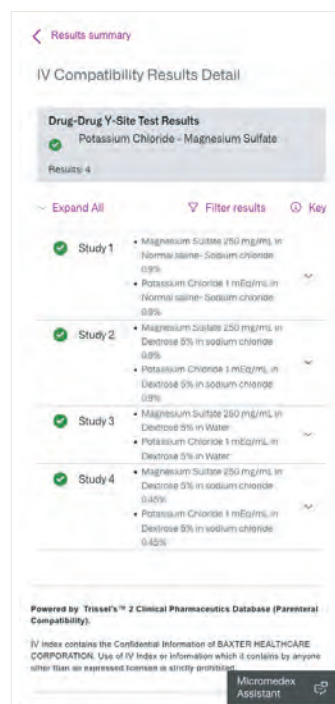 Results summary
IV Compatibility Results Detail
Drug-Drug Y-Site Test Results
Potassium Chloride - Magnesium Sulfate
Results: 4
Expand All
Filter results
Key
Study 1
• Magnesium Sulfate 250 mg/mL in
Normal saline- Sodium chloride
0.9%
• Potassium Chloride 1 mEq/mL in
Normal saline- Sodium chloride
0.9%
Study 2
• Magnesium Sulfate 250 mg/mL in
Dextrose 5% in sodium chloride
0.9%
• Potassium Chloride 1 mEq/mL in
Dextrose 5% in sodium chloride
0.9%
Study 3
• Magnesium Sulfate 250 mg/mL in
Dextrose 5% in Water
• Potassium Chloride 1 mEq/mL in
Dextrose 5% in Water
Study 4
• Magnesium Sulfate 250 mg/mL in
Dextrose 5% in sodium chloride
0.45%
• Potassium Chloride 1 mEq/mL in
Dextrose 5% in sodium chloride
0.45%
Powered by Trissel's™ 2 Clinical Pharmaceutics Database (Parenteral
Compatibility).
IV Index contains the Confidential Information of BAXTER HEALTHCARE
CORPORATION. Use of IV Index or information which it contains by anyone
other than an expressed licensee is strictly prohibited.
Micromedex
Assistant